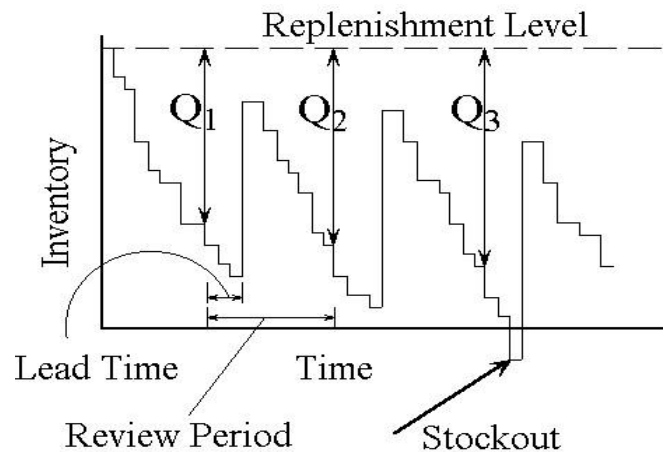 Replenishment Level
Q1
Q2
Q3
Inventory
Lead Time
Time
Review Period
Stockout